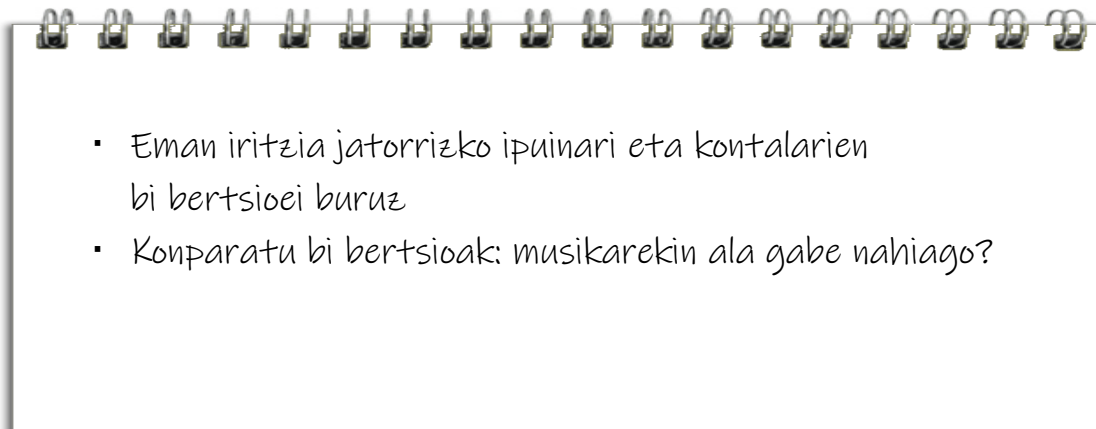 ▪ Eman iritzia jatorrizko ipuinari eta kontalarien
bi bertsioei buruz
▪ Konparatu bi bertsioak: musikarekin ala gabe nahiago?